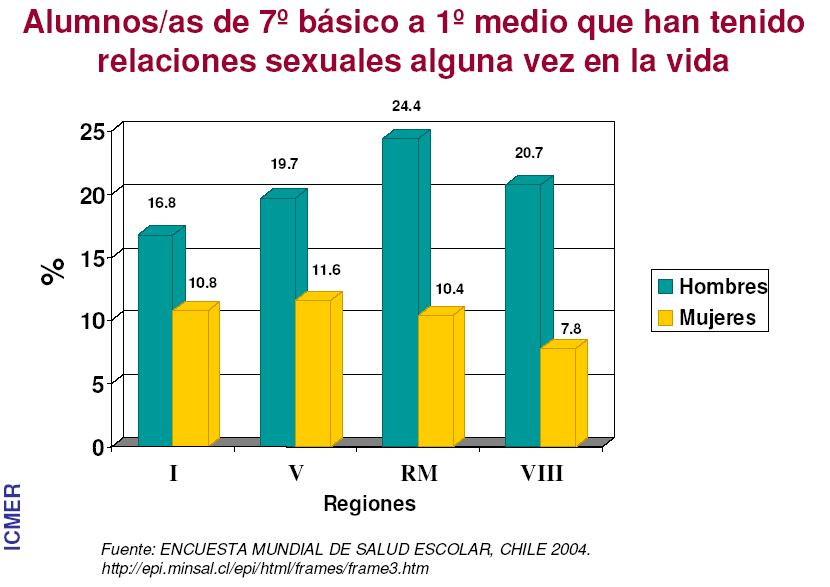 Alumnos/as de 7º básico a 1º medio que han tenido
relaciones sexuales alguna vez en la vida
24.4
25
20.7
19.7
20
16.8
15
%
11.6
10.8
10.4
10
7.8
5
0
I V RM VIII
Regiones
Hombres
Mujeres
ICMER
Fuente: ENCUESTA MUNDIAL DE SALUD ESCOLAR, CHILE 2004.
http://epi.minsal.cl/epi/html/frames/frame3.htm